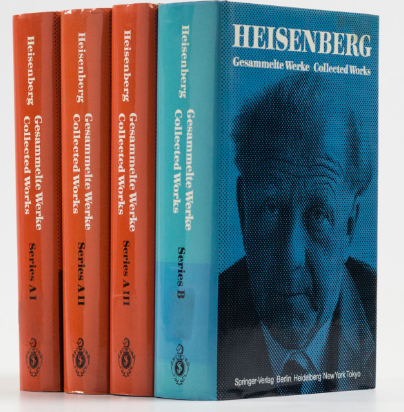 Heisenberg
Gesammelte Werke
Collected Works
Series A I
Heisenberg
Gesammelte Werke
Collected Works
Series A II
Heisenberg
Gesammelte Werke
Collected Works
Series A III
Heisenberg
Gesammelte Werke
Collected Works
Series B
HEISENBERG
Gesammelte Werke Collected Works
Springer-Verlag Berlin Heidelberg New York Tokyo